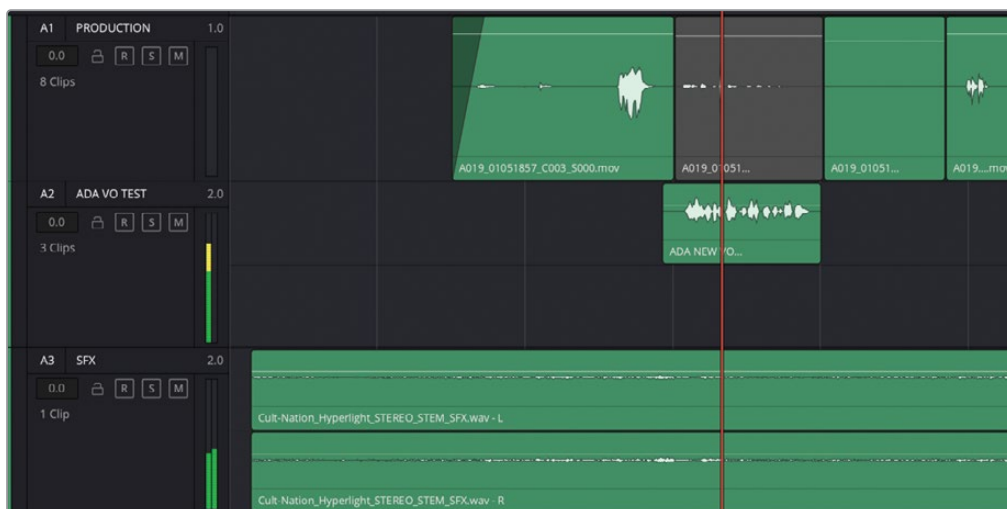 A1 PRODUCTION 1.0
0.0 R S M
8 Clips
A019_01051857_C003_S000.mov
A019_01051...
A019_01051...
A019....mov
A2 ADA VO TEST 2.0
0.0 R S M
3 Clips
ADA NEW VO...
A3 SFX 2.0
0.0 R S M
1 Clip
Cult-Nation_Hyperlight_STEREO_STEM_SFX.wav - L
Cult-Nation_Hyperlight_STEREO_STEM_SFX.wav - R